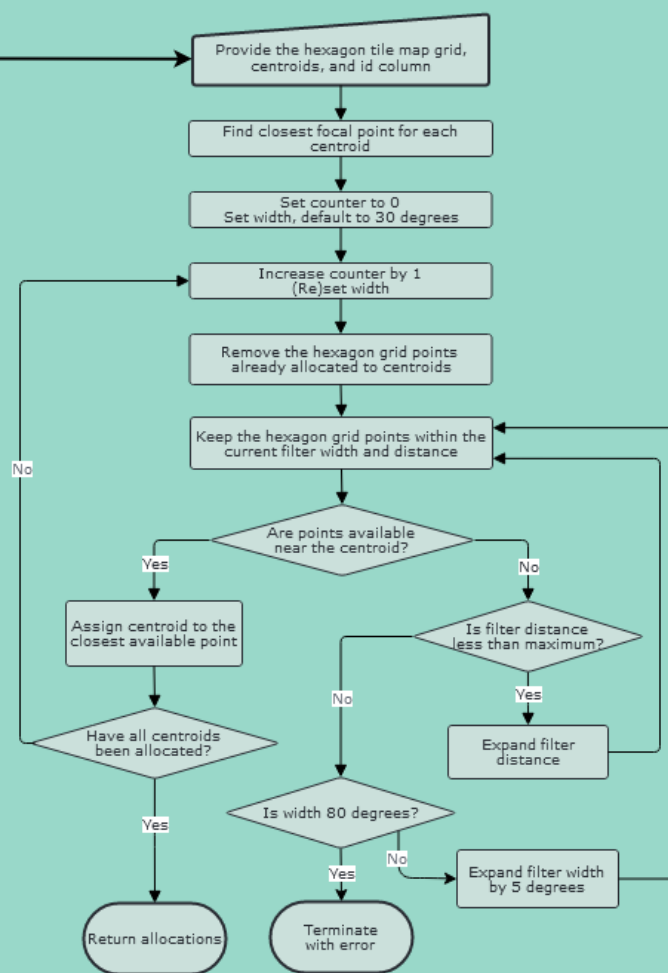 Provide the hexagon tile map grid,
centroids, and id column
Find closest focal point for each
centroid
Set counter to 0
Set width, default to 30 degrees
Increase counter by 1
(Re)set width
Remove the hexagon grid points
already allocated to centroids
Keep the hexagon grid points within the
current filter width and distance
No
Are points available
near the centroid?
Yes
No
Assign centroid to the
closest available point
Is filter distance
less than maximum?
Yes
No
Have all centroids
been allocated?
Expand filter
distance
Is width 80 degrees?
Yes
No
Yes
Expand filter width
by 5 degrees
Return allocations
Terminate
with error